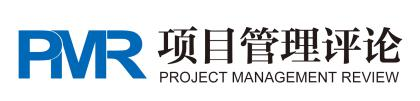 PMR 项目管理评论
PROJECT MANAGEMENT REVIEW